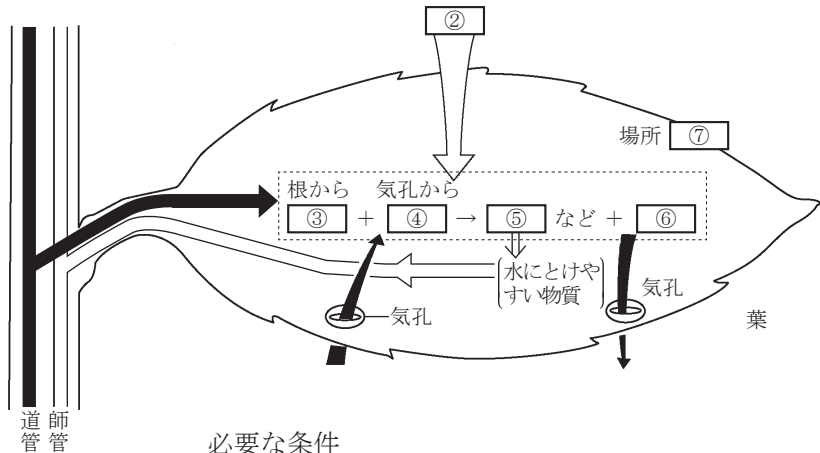 ②
場所 ⑦
根から 気孔から
③ + ④ → ⑤ など + ⑥
水にとけや
すい物質
気孔
気孔
葉
道管
師管
必要な条件